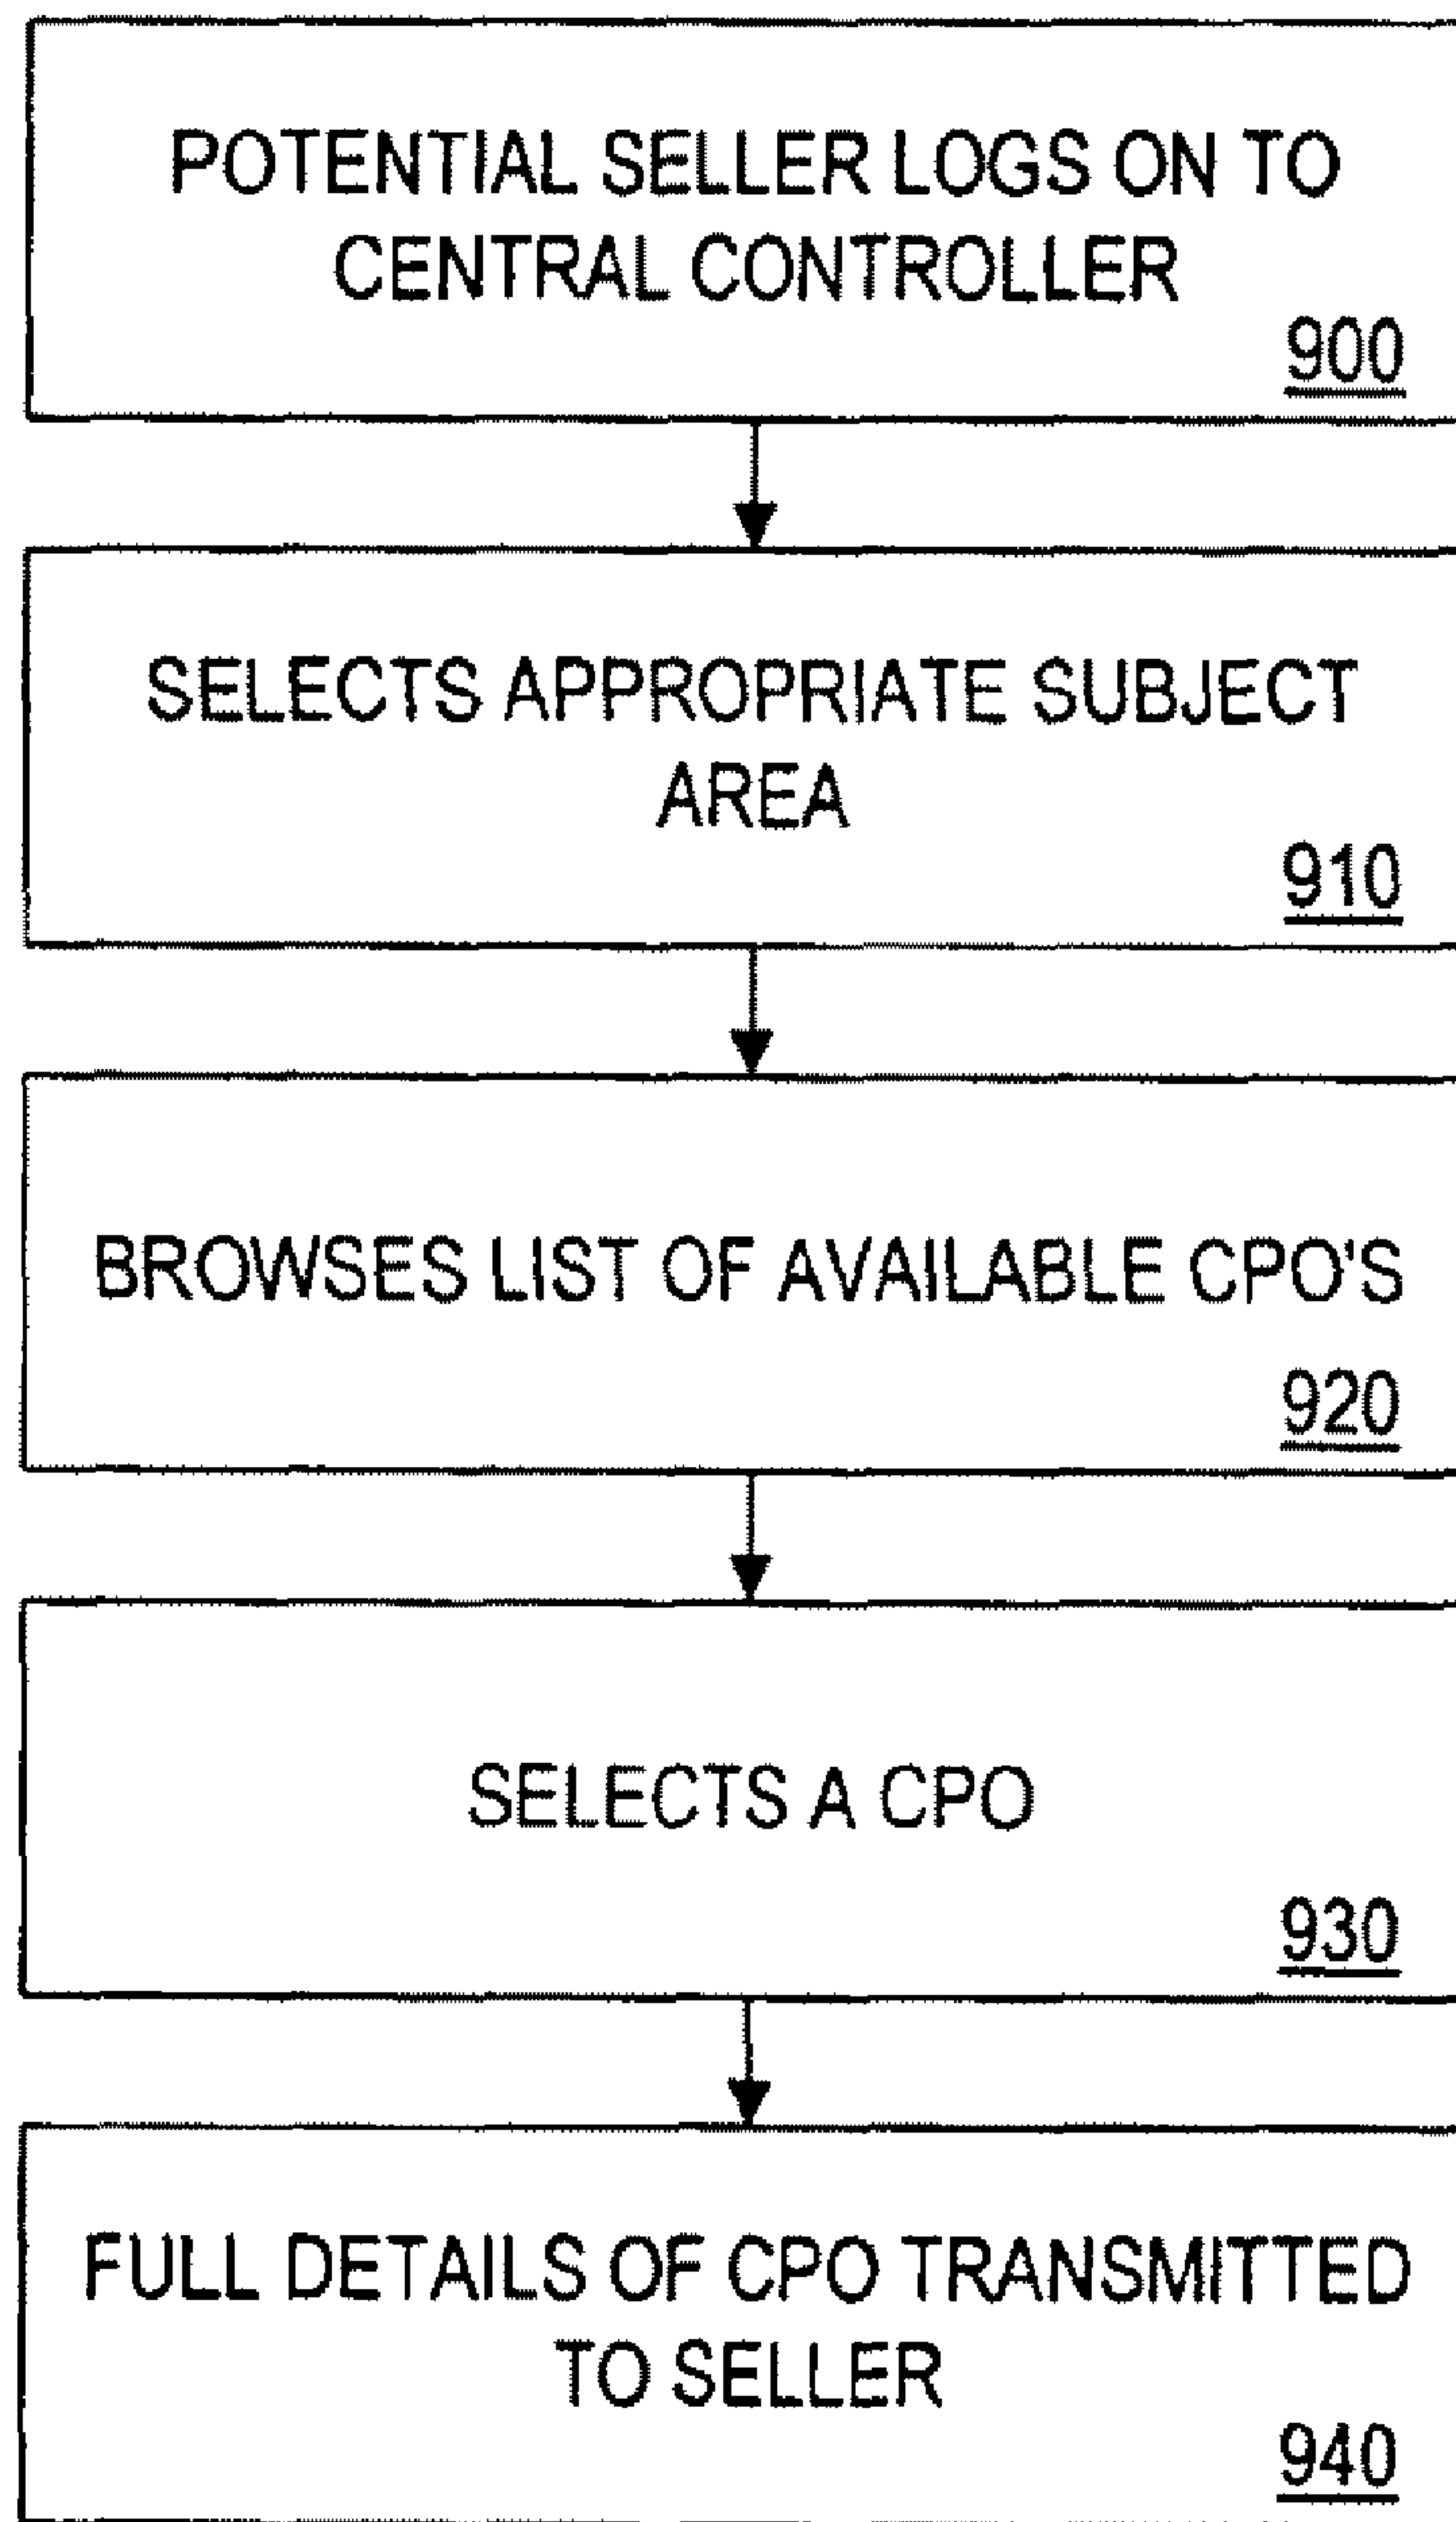 POTENTIAL SELLER LOGS ON TO
CENTRAL CONTROLLER
900
SELECTS APPROPRIATE SUBJECT
AREA
910
BROWSES LIST OF AVAILABLE CPO'S
920
SELECTS A CPO
930
FULL DETAILS OF CPO TRANSMITTED
TO SELLER
940